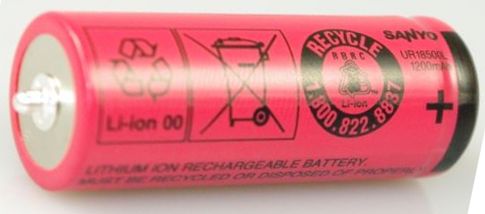 Li-ion 00
RECYCLE
RBRC
Li-ion
1.800.822.8837
SANYO
UR18500L
1200mAh
+
LITHIUM ION RECHARGEABLE BATTERY.
MUST BE RECYCLED OR DISPOSED OF PROPERLY.